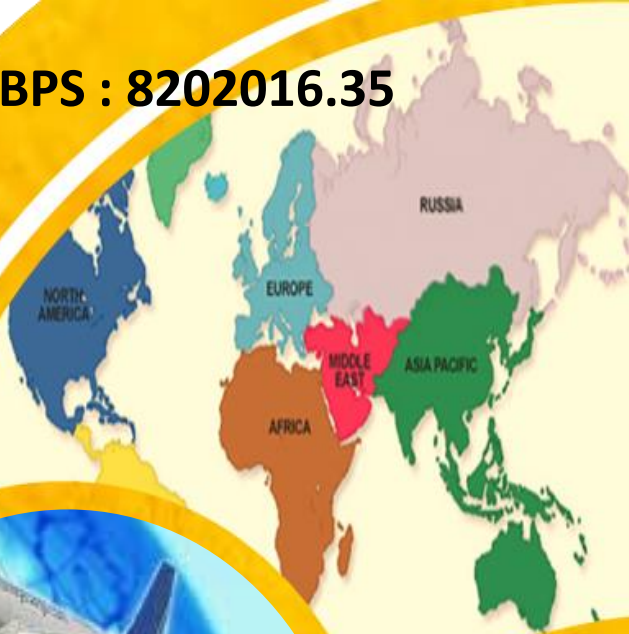 BPS : 8202016.35
RUSSIA
EUROPE
NORTH
AMERICA
MIDDLE
EAST
ASIA PACIFIC
AFRICA